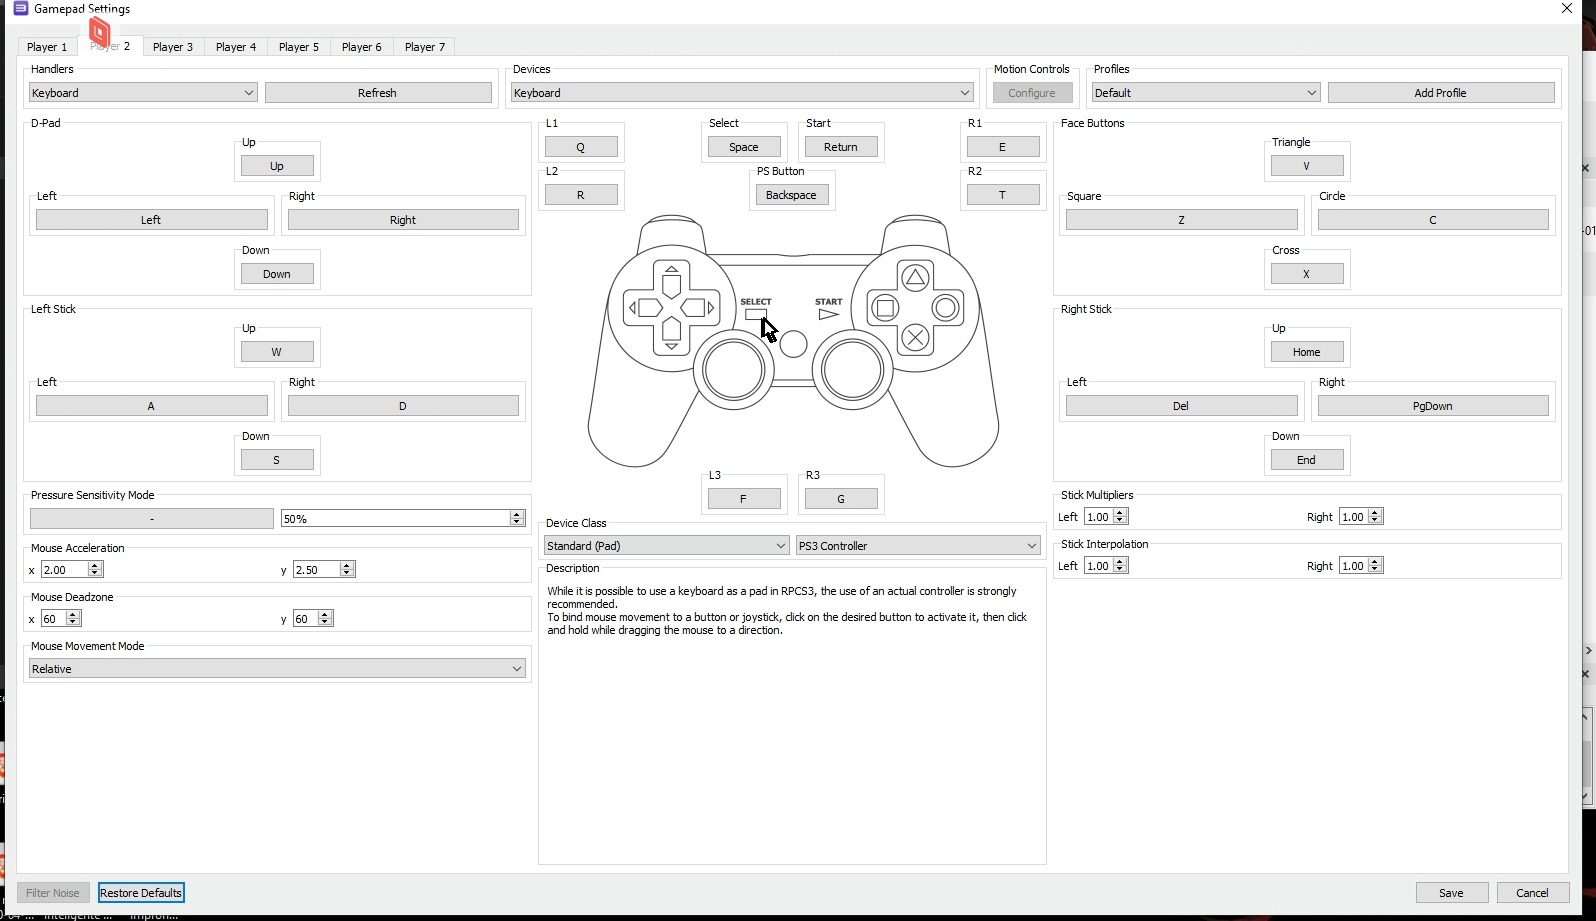 Gamepad Settings
Player 1 Player 2 Player 3 Player 4 Player 5 Player 6 Player 7
Handlers
Keyboard
Refresh
Devices
Keyboard
Motion Controls
Configure
Profiles
Default
Add Profile
D-Pad
Up
Up
Left
Left
Right
Right
Down
Down
L1
Q
L2
R
Select
Space
Start
Return
PS Button
Backspace
R1
E
R2
T
Face Buttons
Triangle
V
Square
Z
Circle
C
Cross
X
-01
SELECT
START
Left Stick
Up
W
Left
A
Right
D
Down
S
Right Stick
Up
Home
Left
Del
Right
PgDown
Down
End
L3
F
R3
G
Pressure Sensitivity Mode
-
50%
Mouse Acceleration
x 2.00
y 2.50
Mouse Deadzone
x 60
y 60
Mouse Movement Mode
Relative
Device Class
Standard (Pad)
PS3 Controller
Description
While it is possible to use a keyboard as a pad in RPCS3, the use of an actual controller is strongly
recommended.
To bind mouse movement to a button or joystick, click on the desired button to activate it, then click
and hold while dragging the mouse to a direction.
Stick Multipliers
Left 1.00
Right 1.00
Stick Interpolation
Left 1.00
Right 1.00
Filter Noise
Restore Defaults
Save
Cancel